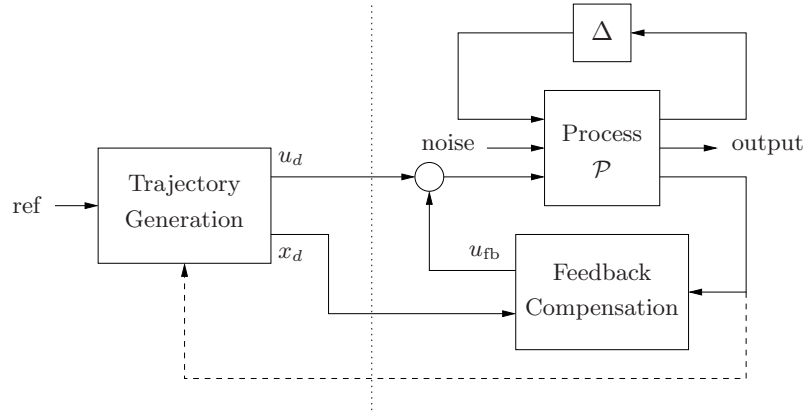 Δ
noise
Process
𝒫
output
ref
Trajectory
Generation
u_d
x_d
u_fb
Feedback
Compensation